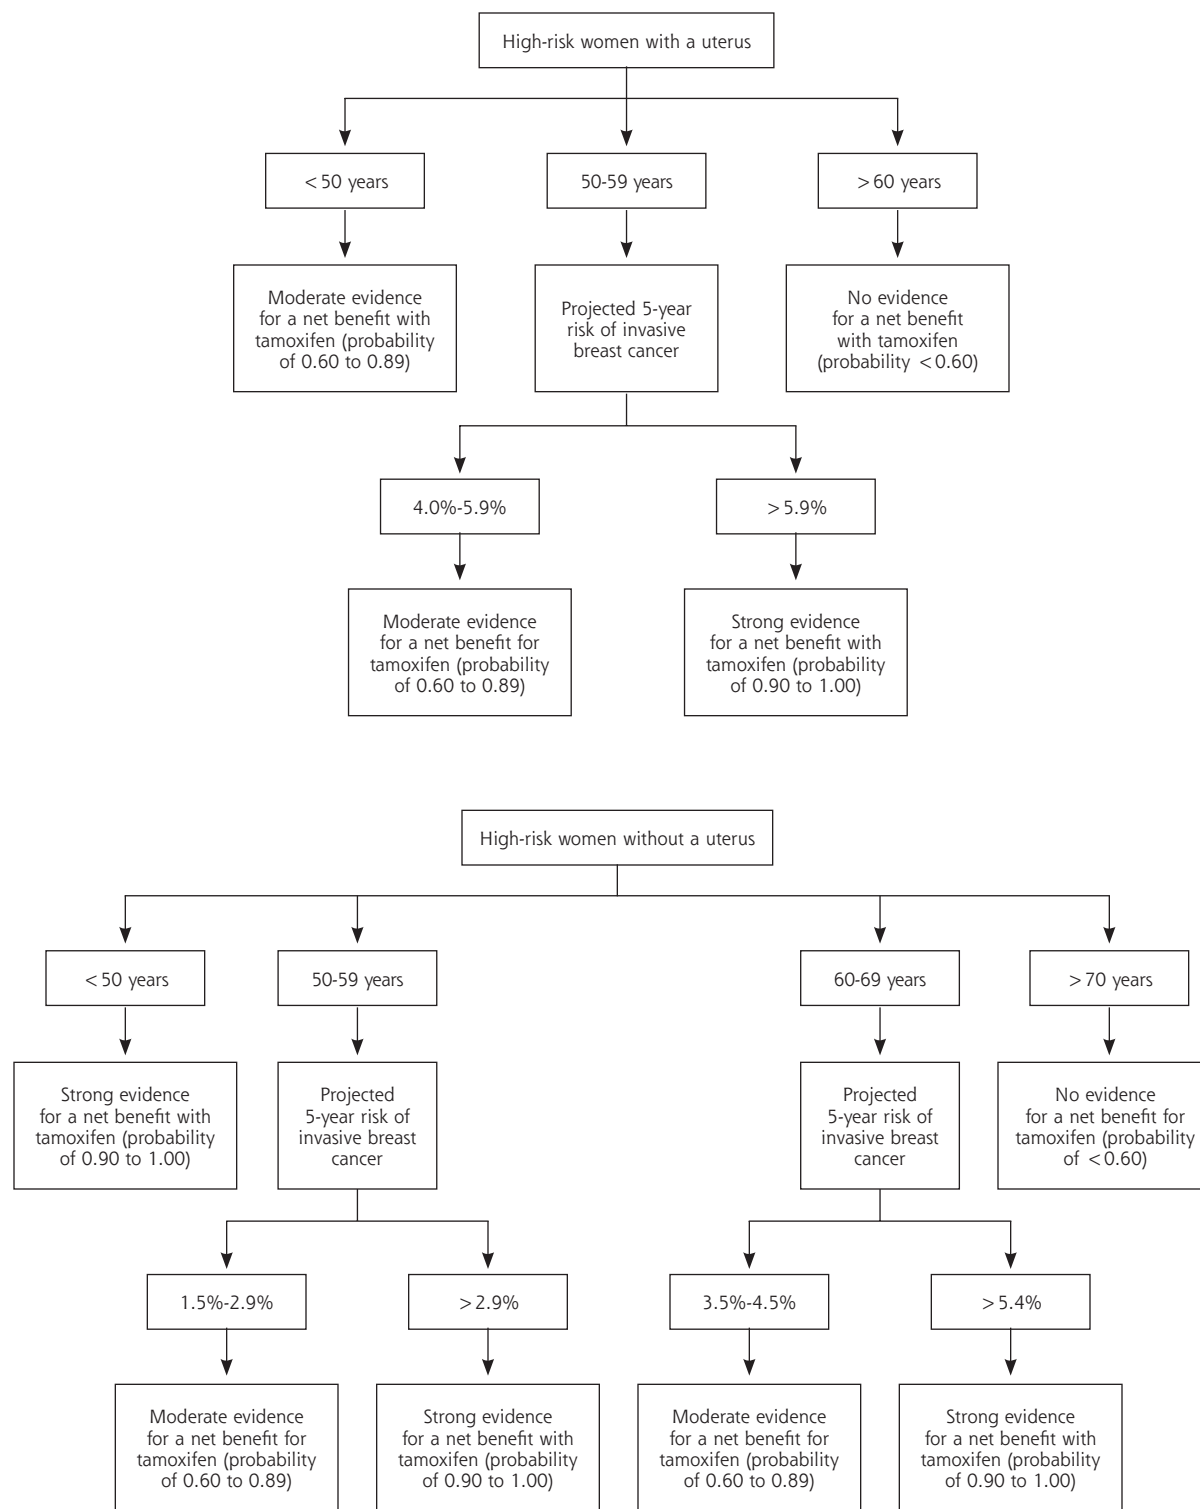 High-risk women with a uterus
<50 years
50-59 years
>60 years
Moderate evidence
for a net benefit with
tamoxifen (probability
of 0.60 to 0.89)
Projected 5-year
risk of invasive
breast cancer
No evidence
for a net benefit
with tamoxifen
(probability <0.60)
4.0%-5.9%
>5.9%
Moderate evidence
for a net benefit for
tamoxifen (probability
of 0.60 to 0.89)
Strong evidence
for a net benefit with
tamoxifen (probability
of 0.90 to 1.00)
High-risk women without a uterus
<50 years
50-59 years
60-69 years
>70 years
Strong evidence
for a net benefit with
tamoxifen (probability
of 0.90 to 1.00)
Projected
5-year risk of
invasive breast
cancer
Projected
5-year risk of
invasive breast
cancer
No evidence
for a net benefit for
tamoxifen (probability
of <0.60)
1.5%-2.9%
>2.9%
3.5%-4.5%
>5.4%
Moderate evidence
for a net benefit for
tamoxifen (probability
of 0.60 to 0.89)
Strong evidence
for a net benefit with
tamoxifen (probability
of 0.90 to 1.00)
Moderate evidence
for a net benefit for
tamoxifen (probability
of 0.60 to 0.89)
Strong evidence
for a net benefit with
tamoxifen (probability
of 0.90 to 1.00)